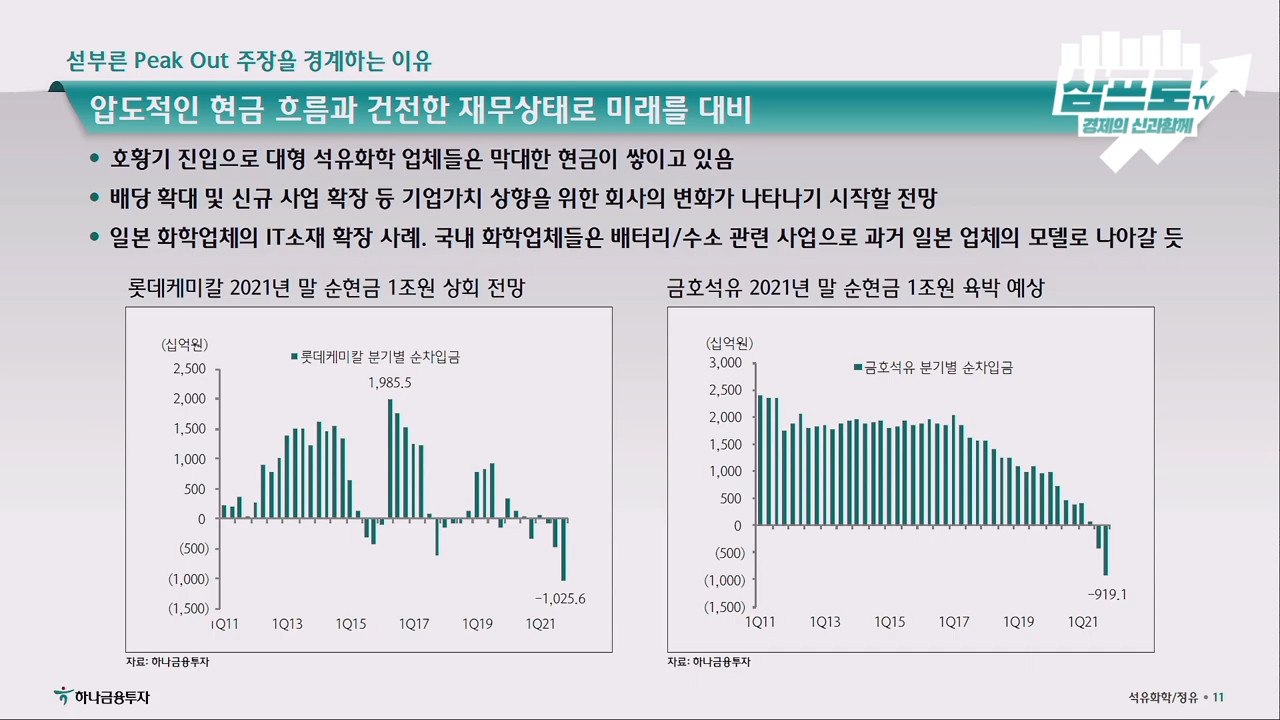 섣부른 Peak Out 주장을 경계하는 이유
삼프로TV
경제의 신과함께
압도적인 현금 흐름과 건전한 재무상태로 미래를 대비
• 호황기 진입으로 대형 석유화학 업체들은 막대한 현금이 쌓이고 있음
• 배당 확대 및 신규 사업 확장 등 기업가치 상향을 위한 회사의 변화가 나타나기 시작할 전망
• 일본 화학업체의 IT소재 확장 사례. 국내 화학업체들은 배터리/수소 관련 사업으로 과거 일본 업체의 모델로 나아갈 듯
롯데케미칼 2021년 말 순현금 1조원 상회 전망
(십억원)
롯데케미칼 분기별 순차입금
2,500
2,000
1,500
1,000
500
0
(500)
(1,000)
(1,500)
1,985.5
-1,025.6
1Q11 1Q13 1Q15 1Q17 1Q19 1Q21
자료: 하나금융투자
금호석유 2021년 말 순현금 1조원 육박 예상
(십억원)
금호석유 분기별 순차입금
3,000
2,500
2,000
1,500
1,000
500
0
(500)
(1,000)
(1,500)
-919.1
1Q11 1Q13 1Q15 1Q17 1Q19 1Q21
자료: 하나금융투자
하나금융투자
석유화학/정유 • 11